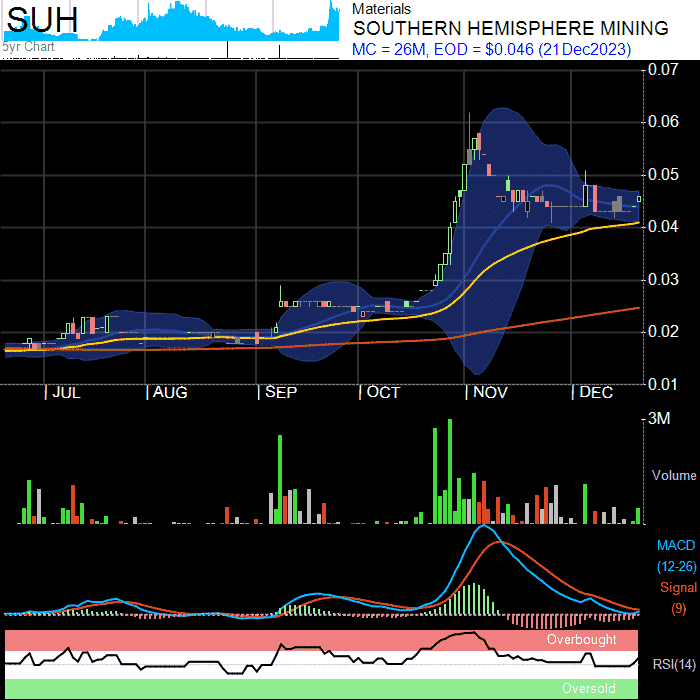 SUH
Materials
SOUTHERN HEMISPHERE MINING
MC = 26M, EOD = $0.046 (21Dec2023)
5yr Chart
0.07
0.06
0.05
0.04
0.03
0.02
0.01
JUL AUG SEP OCT NOV DEC
3M
Volume
MACD
(12-26)
Signal
(9)
Overbought
RSI(14)
Oversold